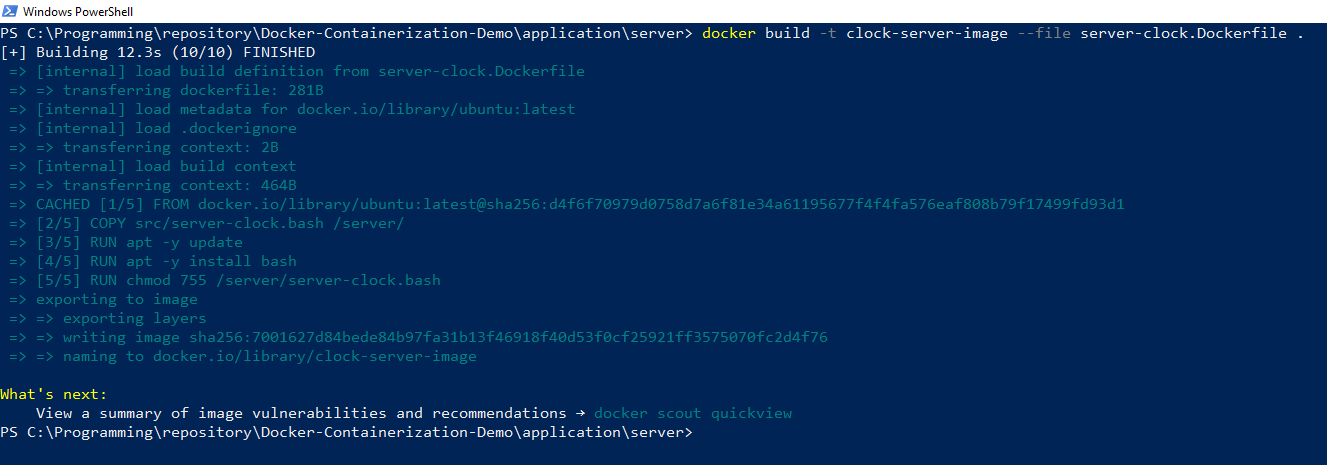 Windows PowerShell
PS C:\Programming\repository\Docker-Containerization-Demo\application\server> docker build -t clock-server-image --file server-clock.Dockerfile .
[+] Building 12.3s (10/10) FINISHED
=> [internal] load build definition from server-clock.Dockerfile
=> => transferring dockerfile: 281B
=> [internal] load metadata for docker.io/library/ubuntu:latest
=> [internal] load .dockerignore
=> => transferring context: 2B
=> [internal] load build context
=> => transferring context: 464B
=> CACHED [1/5] FROM docker.io/library/ubuntu:latest@sha256:d4f6f70979d0758d7a6f81e34a61195677f4f4fa576eaf808b79f17499fd93d1
=> [2/5] COPY src/server-clock.bash /server/
=> [3/5] RUN apt -y update
=> [4/5] RUN apt -y install bash
=> [5/5] RUN chmod 755 /server/server-clock.bash
=> exporting to image
=> => exporting layers
=> => writing image sha256:7001627d84bede84b97fa31b13f46918f40d53f0cf25921ff3575070fc2d4f76
=> => naming to docker.io/library/clock-server-image
What's next:
View a summary of image vulnerabilities and recommendations → docker scout quickview
PS C:\Programming\repository\Docker-Containerization-Demo\application\server>